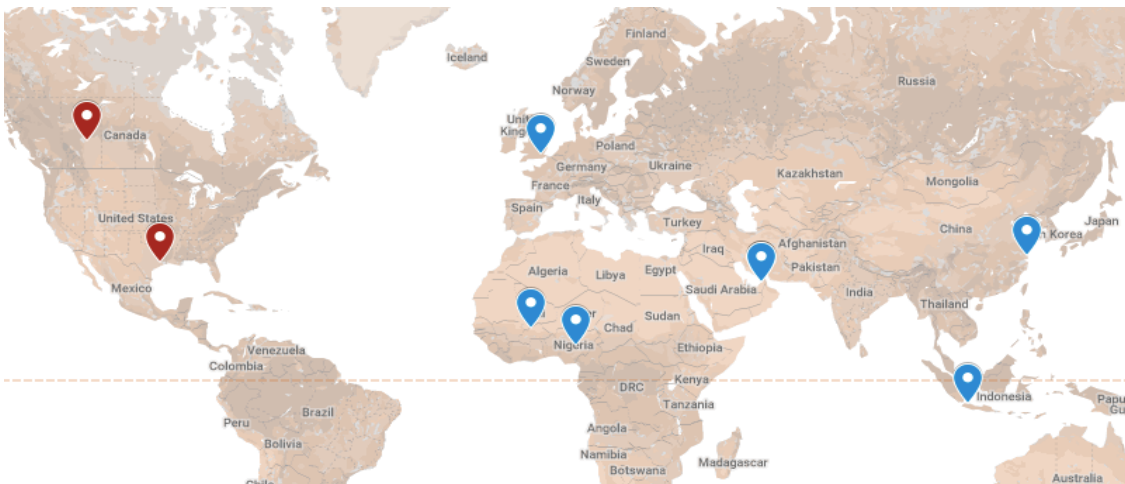 Finland
Iceland
Sweden
Russia
Norway
Canada
Poland
Germany
Ukraine
Kazakhstan
Mongolia
France
Italy
Spain
United States
Turkey
Japan
China
Korea
Iraq
Afghanistan
Pakistan
Algeria
Libya
Egypt
Mexico
Saudi Arabia
India
Thailand
Sudan
Chad
Nigeria
Ethiopia
Venezuela
Colombia
Kenya
DRC
Indonesia
Tanzania
Brazil
Peru
Angola
Bolivia
Namibia
Madagascar
Botswana
Australia